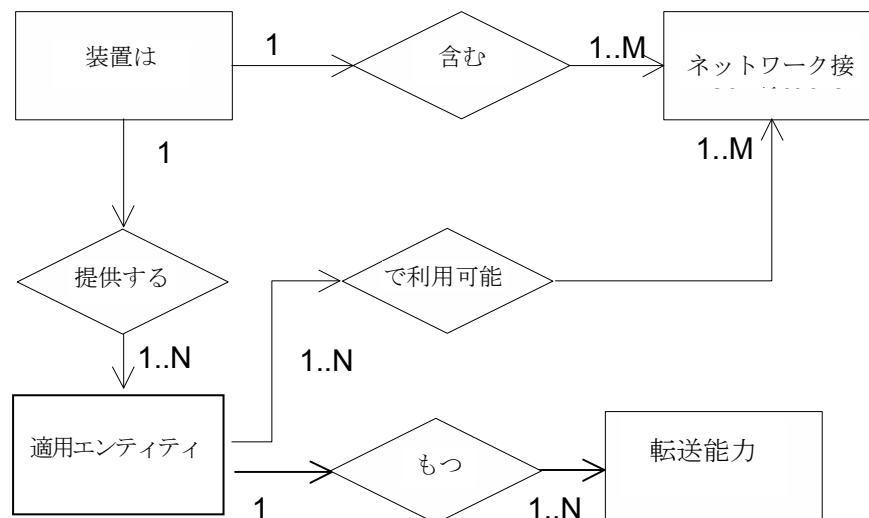 装置は
1
含む
1..M
ネットワーク接
1
1..M
提供する
で利用可能
1..N
1..N
適用エンティティ
もつ
転送能力
1
1..N